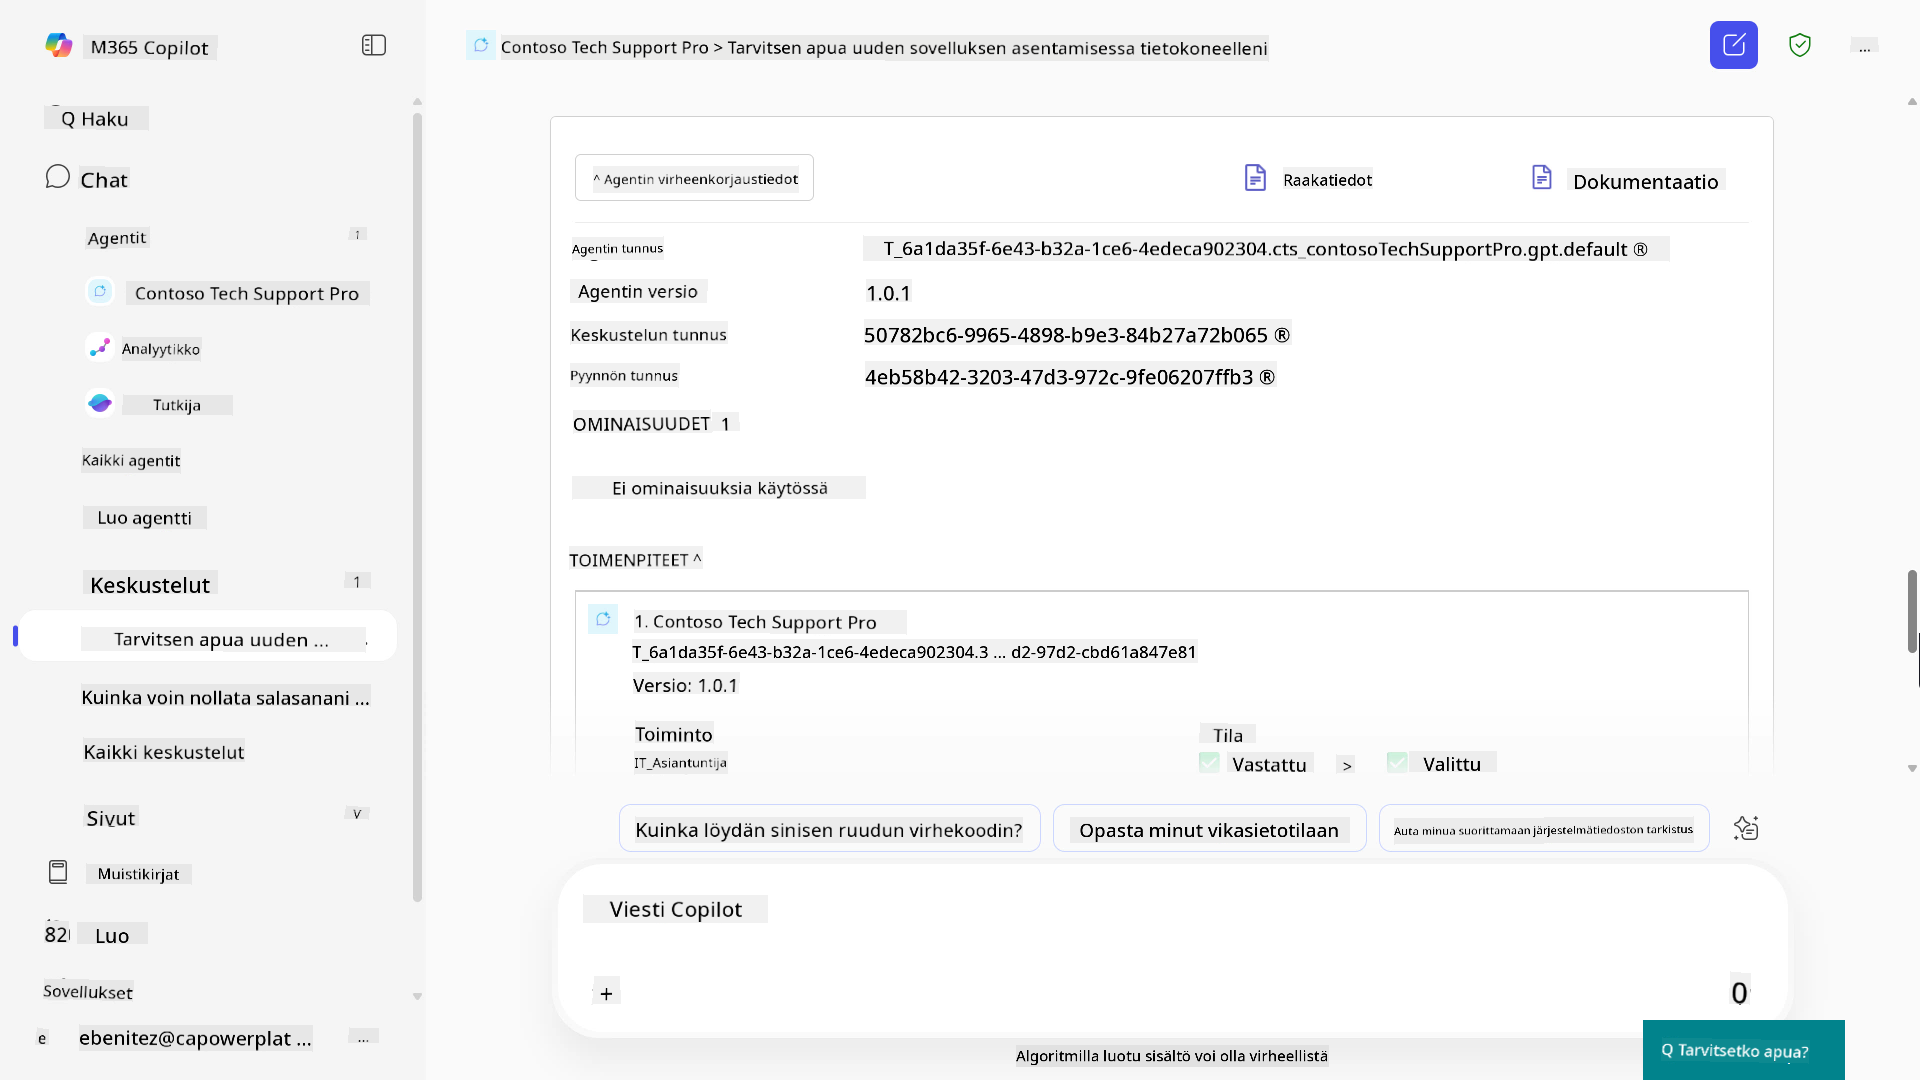 M365 Copilot
Q Haku
Chat
Agentit 1
Contoso Tech Support Pro
Analyytikko
Tutkija
Kaikki agentit
Luo agentti
Keskustelut 1
Tarvitsen apua uuden ...
Kuinka voin nollata salasanani ...
Kaikki keskustelut
Sivut V
Muistikirjat
82 Luo
Sovellukset
e ebenitez@capowerplat ... ...
Contoso Tech Support Pro > Tarvitsen apua uuden sovelluksen asentamisessa tietokoneelleni
...
^ Agentin virheenkorjaustiedot
Raakatiedot
Dokumentaatio
Agentin tunnus T_6a1da35f-6e43-b32a-1ce6-4edeca902304.cts_contosoTechSupportPro.gpt.default ®
Agentin versio 1.0.1
Keskustelun tunnus 50782bc6-9965-4898-b9e3-84b27a72b065 ®
Pyynnön tunnus 4eb58b42-3203-47d3-972c-9fe06207ffb3 ®
OMINAISUUDET 1
Ei ominaisuuksia käytössä
TOIMENPITEET ^
1. Contoso Tech Support Pro
T_6a1da35f-6e43-b32a-1ce6-4edeca902304.3 ... d2-97d2-cbd61a847e81
Versio: 1.0.1
Toiminto Tila
IT_Asiantuntija Vastattu > Valittu
Kuinka löydän sinisen ruudun virhekoodin?
Opasta minut vikasietotilaan
Auta minua suorittamaan järjestelmätiedoston tarkistus
Viesti Copilot
+
0
Algoritmilla luotu sisältö voi olla virheellistä
Q Tarvitsetko apua?